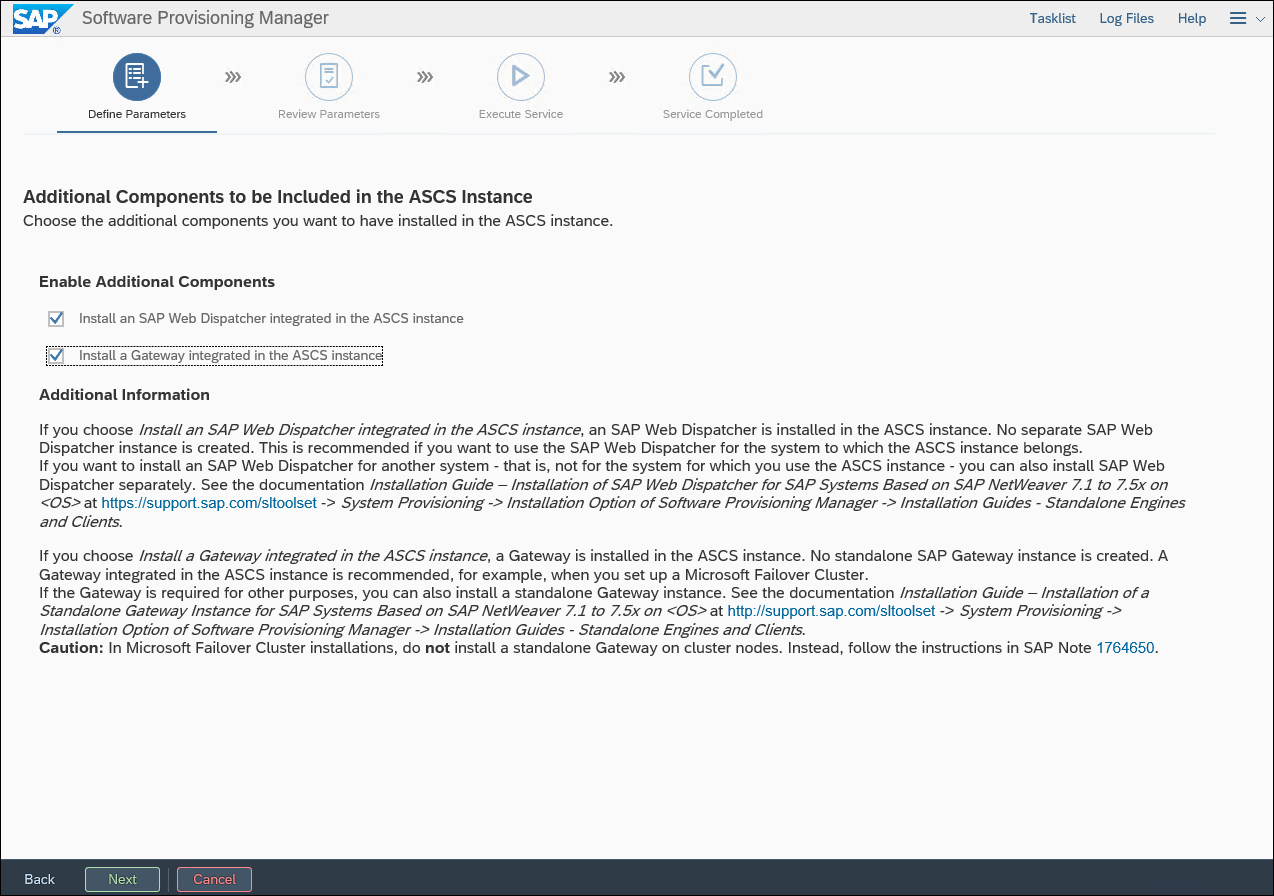 SAP® Software Provisioning Manager Tasklist Log Files Help
Define Parameters Review Parameters Execute Service Service Completed
Additional Components to be Included in the ASCS Instance
Choose the additional components you want to have installed in the ASCS instance.
Enable Additional Components
Install an SAP Web Dispatcher integrated in the ASCS instance
Install a Gateway integrated in the ASCS instance
Additional Information
If you choose Install an SAP Web Dispatcher integrated in the ASCS instance, an SAP Web Dispatcher is installed in the ASCS instance. No separate SAP Web
Dispatcher instance is created. This is recommended if you want to use the SAP Web Dispatcher for the system to which the ASCS instance belongs.
If you want to install an SAP Web Dispatcher for another system - that is, not for the system for which you use the ASCS instance - you can also install SAP Web
Dispatcher separately. See the documentation Installation Guide – Installation of SAP Web Dispatcher for SAP Systems Based on SAP NetWeaver 7.1 to 7.5x on
<OS> at https://support.sap.com/sltoolset -> System Provisioning -> Installation Option of Software Provisioning Manager -> Installation Guides - Standalone Engines
and Clients.
If you choose Install a Gateway integrated in the ASCS instance, a Gateway is installed in the ASCS instance. No standalone SAP Gateway instance is created. A
Gateway integrated in the ASCS instance is recommended, for example, when you set up a Microsoft Failover Cluster.
If the Gateway is required for other purposes, you can also install a standalone Gateway instance. See the documentation Installation Guide – Installation of a
Standalone Gateway Instance for SAP Systems Based on SAP NetWeaver 7.1 to 7.5x on <OS> at http://support.sap.com/sltoolset -> System Provisioning ->
Installation Option of Software Provisioning Manager -> Installation Guides - Standalone Engines and Clients.
Caution: In Microsoft Failover Cluster installations, do not install a standalone Gateway on cluster nodes. Instead, follow the instructions in SAP Note 1764650.
Back Next Cancel